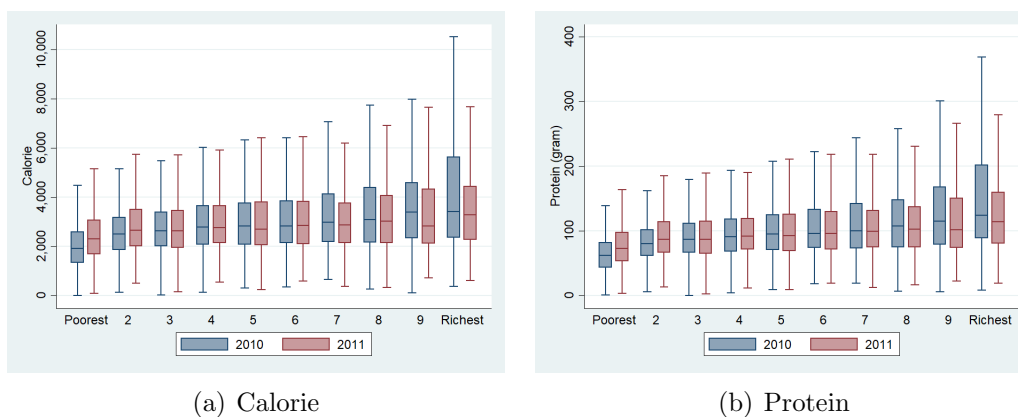 Calorie
10,000
8,000
6,000
4,000
2,000
0
Poorest 2 3 4 5 6 7 8 9 Richest
2010 2011
(a) Calorie
Protein (gram)
400
300
200
100
0
Poorest 2 3 4 5 6 7 8 9 Richest
2010 2011
(b) Protein